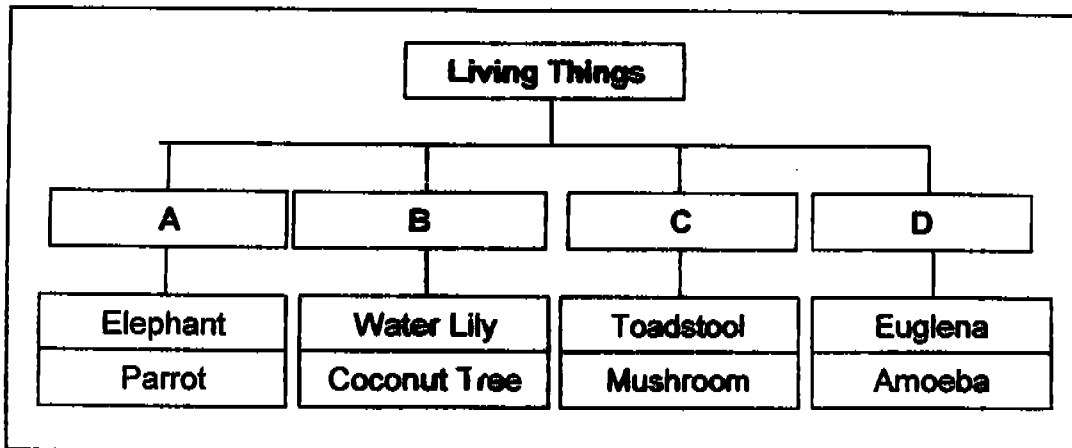 Living Things
A B C D
Elephant Water Lily Toadstool Euglena
Parrot Coconut Tree Mushroom Amoeba